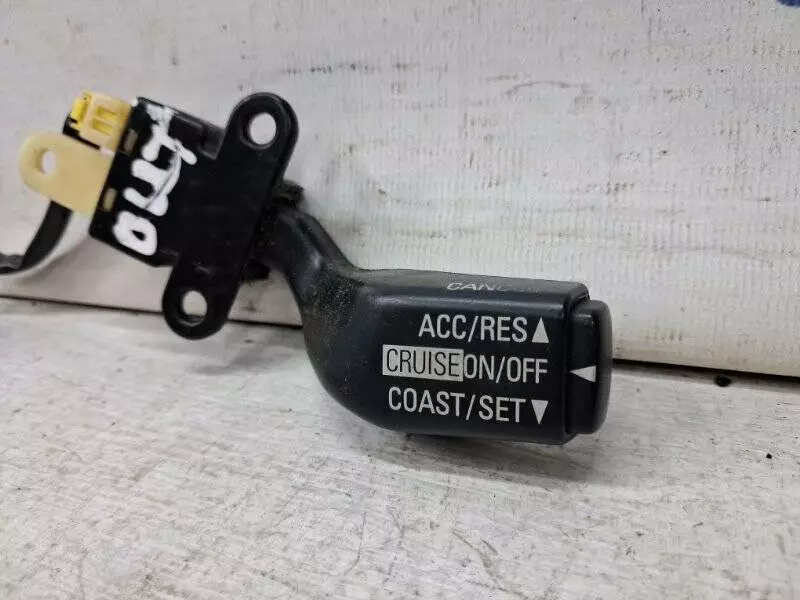 ACC/RES▲
CRUISE ON/OFF ◀
COAST/SET▼